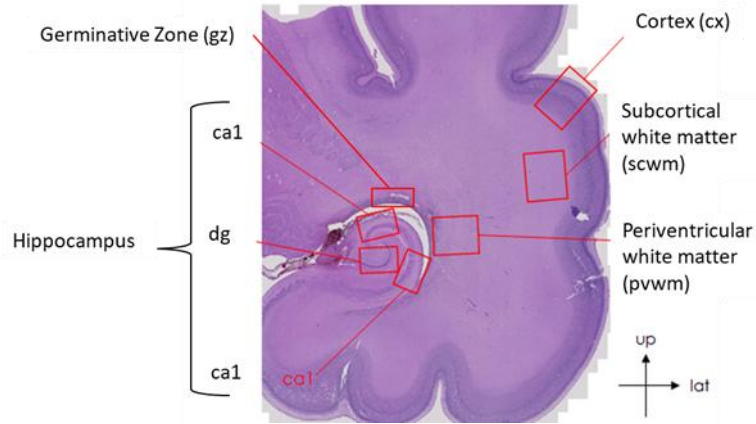 Germinative Zone (gz)
Cortex (cx)
ca1
Subcortical
white matter
(scwm)
Hippocampus
dg
Periventricular
white matter
(pvwm)
ca1
ca1
up
lat